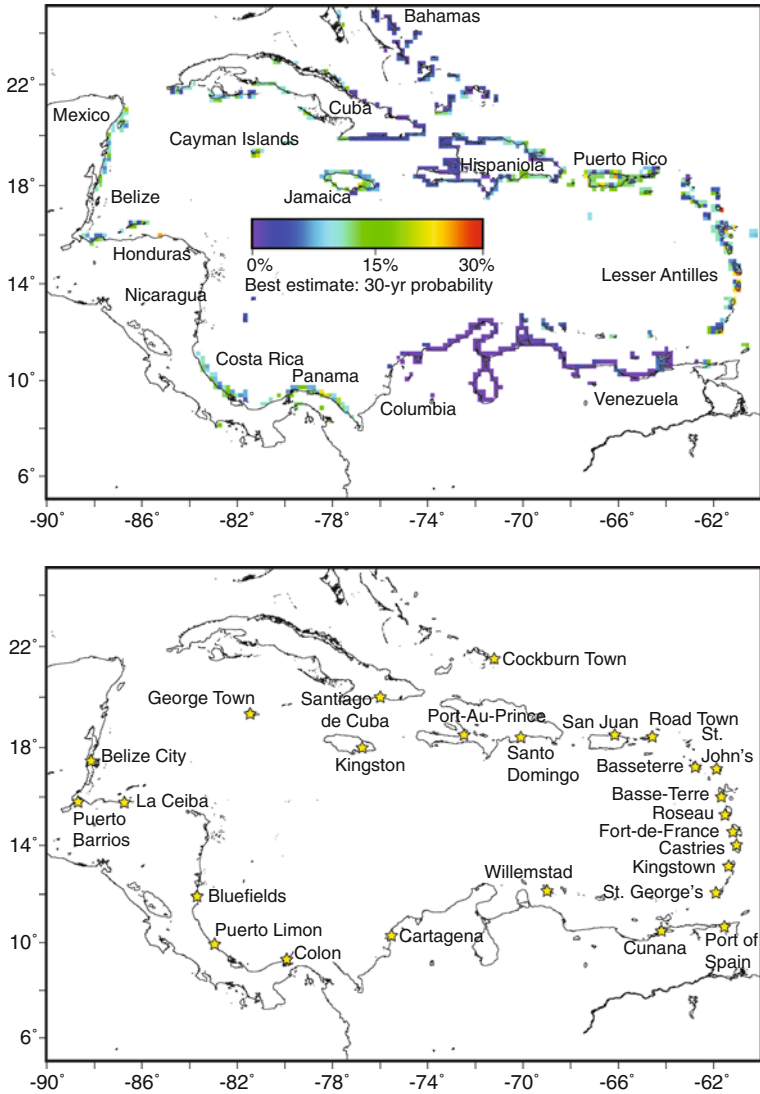 Bahamas
22°
Mexico
Cuba
Cayman Islands
Hispaniola
Puerto Rico
18°
Belize
Jamaica
Honduras
0%
15%
30%
Best estimate: 30-yr probability
Lesser Antilles
14°
Nicaragua
Costa Rica
Panama
10°
Columbia
Venezuela
6°
-90
-86°
-82°
-78°
-74°
-70°
-66°
-62°
22°
Cockburn Town
George Town
Santiago
de Cuba
Port-Au-Prince
San Juan
Road Town
18°
St.
John's
Belize City
Kingston
Santo
Domingo
Basseterre
La Ceiba
Basse-Terre
Puerto
Barrios
Roseau
Fort-de-France
14°
Castries
Willemstad
Kingstown
Bluefields
St. George's
Puerto Limon
10°
Colon
Cartagena
Cunana
Port of
Spain
6°
-90
-86°
-82°
-78°
-74°
-70°
-66°
-62°